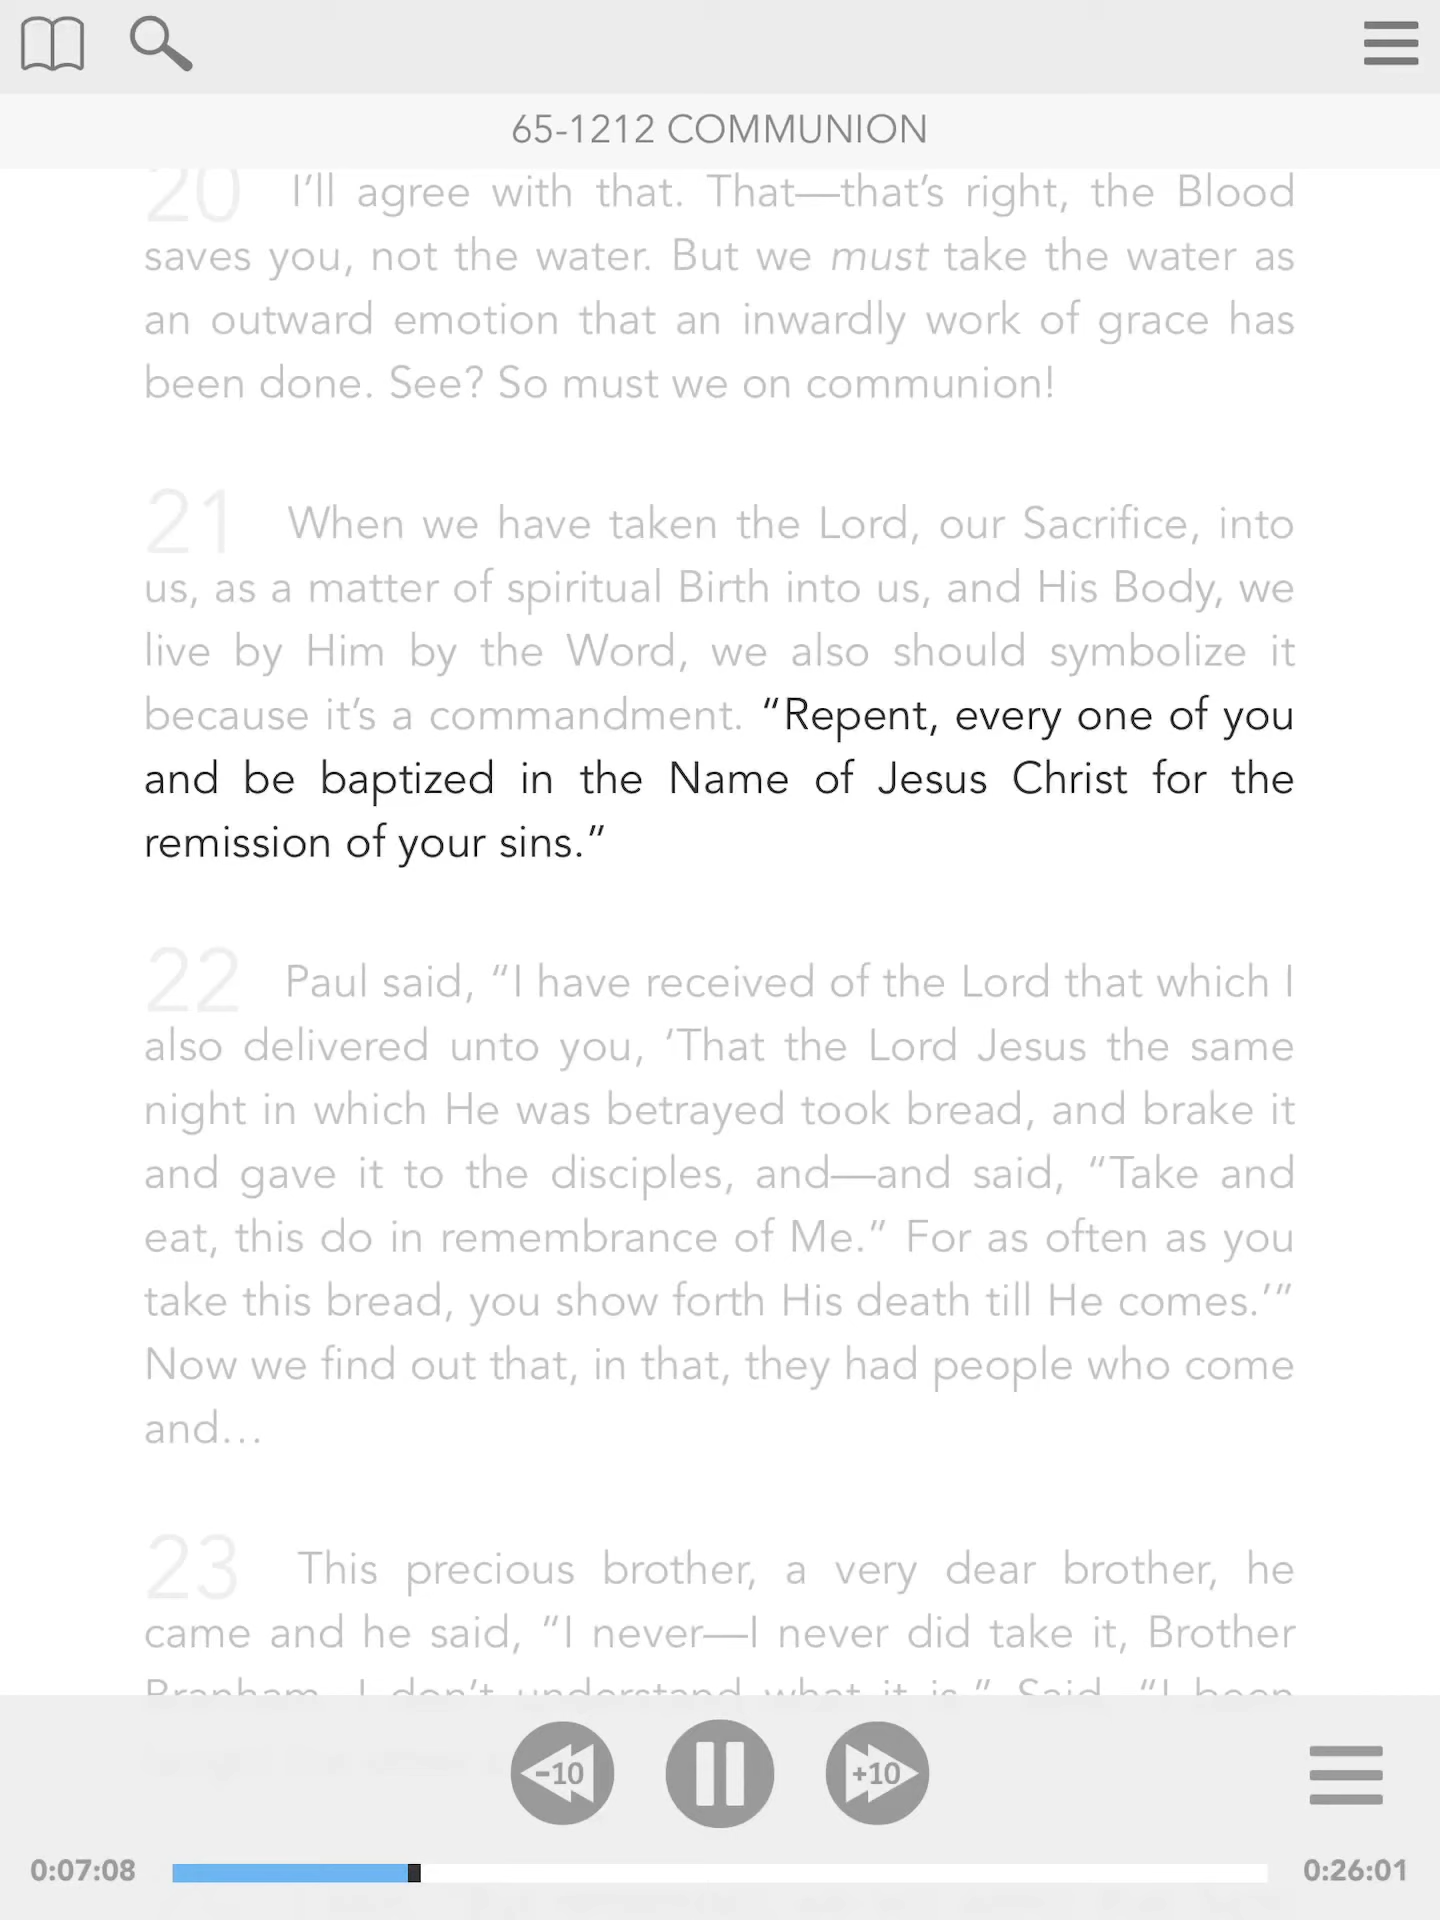 65-1212 COMMUNION
20 I’ll agree with that. That—that’s right, the Blood
saves you, not the water. But we must take the water as
an outward emotion that an inwardly work of grace has
been done. See? So must we on communion!
21 When we have taken the Lord, our Sacrifice, into
us, as a matter of spiritual Birth into us, and His Body, we
live by Him by the Word, we also should symbolize it
because it’s a commandment. “Repent, every one of you
and be baptized in the Name of Jesus Christ for the
remission of your sins.”
22 Paul said, “I have received of the Lord that which I
also delivered unto you, ‘That the Lord Jesus the same
night in which He was betrayed took bread, and brake it
and gave it to the disciples, and—and said, “Take and
eat, this do in remembrance of Me.” For as often as you
take this bread, you show forth His death till He comes.’”
Now we find out that, in that, they had people who come
and…
23 This precious brother, a very dear brother, he
came and he said, “I never—I never did take it, Brother
Branham. I don’t understand what it is.” Said, “I been
-10 +10
0:07:08 0:26:01